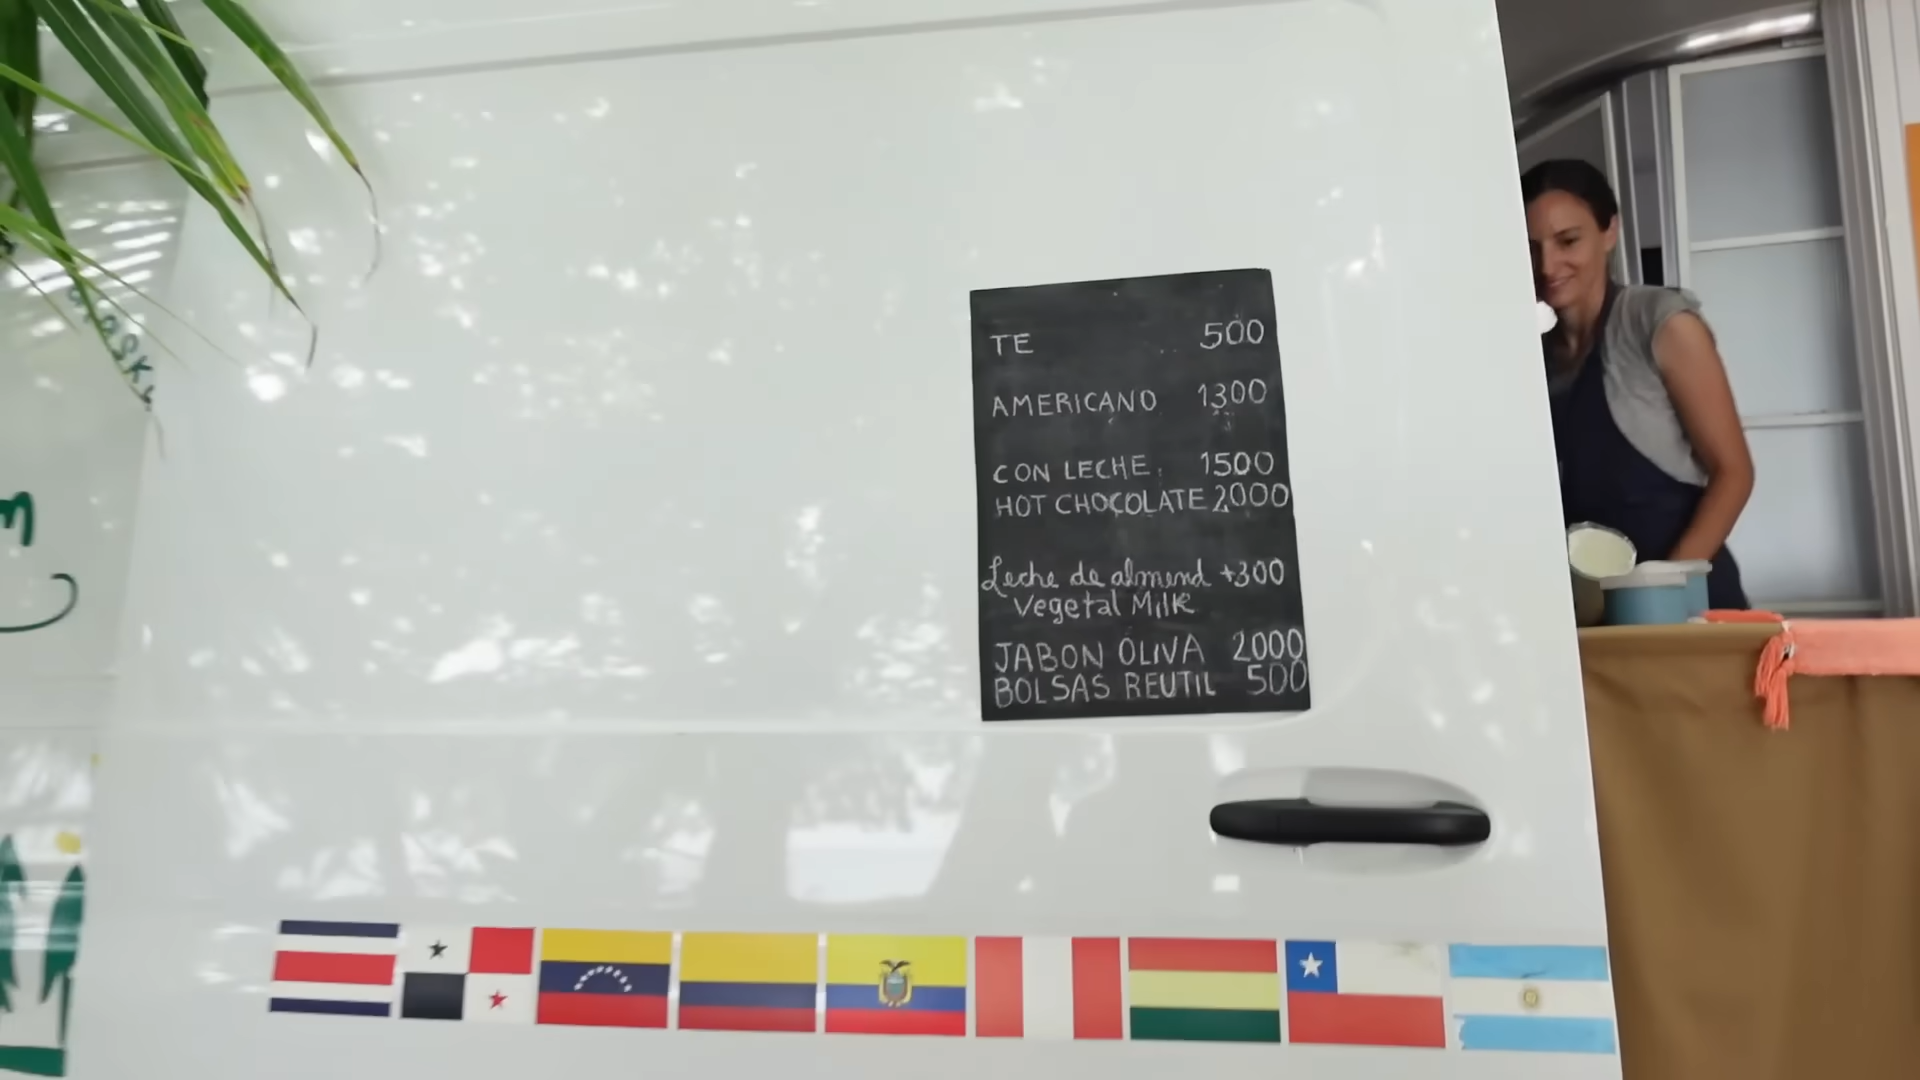 TE 500
AMERICANO 1300
CON LECHE 1500
HOT CHOCOLATE 2000
Leche de almend +300
Vegetal Milk
JABON OLIVA 2000
BOLSAS REUTIL 500